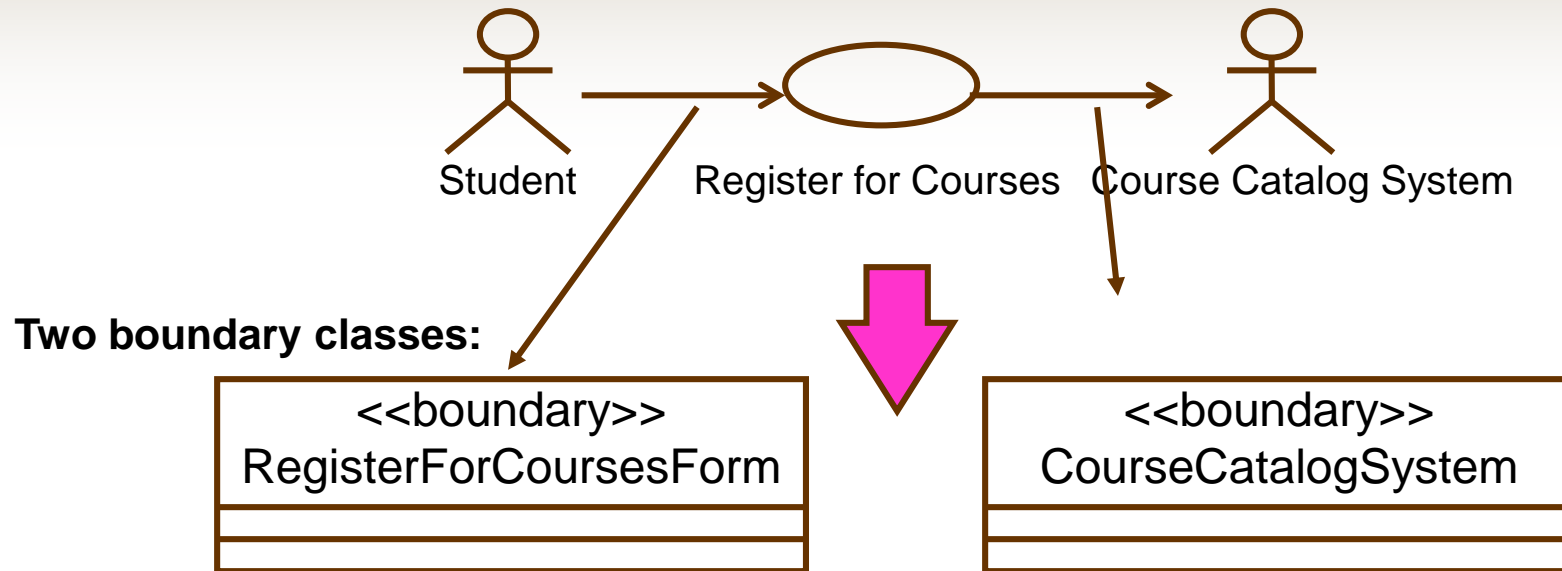 Student
Register for Courses
Course Catalog System
Two boundary classes:
<<boundary>>
RegisterForCoursesForm
<<boundary>>
CourseCatalogSystem